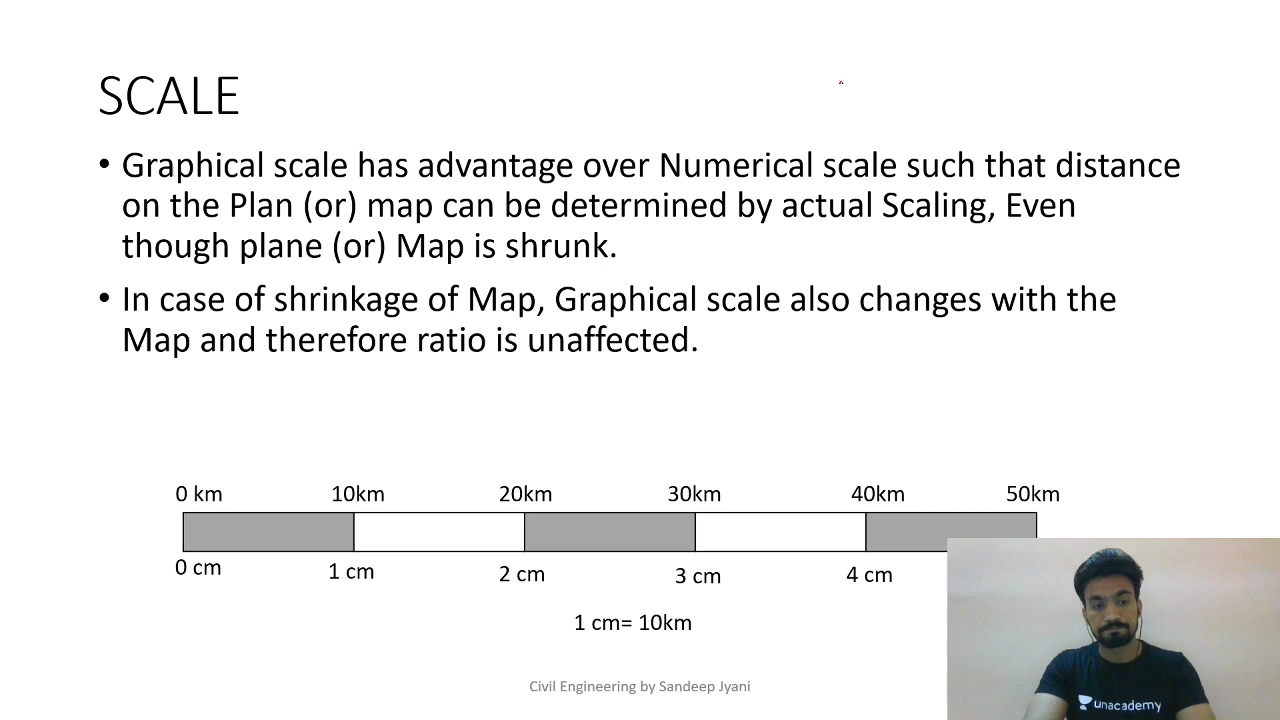 SCALE
• Graphical scale has advantage over Numerical scale such that distance
on the Plan (or) map can be determined by actual Scaling, Even
though plane (or) Map is shrunk.
• In case of shrinkage of Map, Graphical scale also changes with the
Map and therefore ratio is unaffected.
0 km 10km 20km 30km 40km 50km
0 cm 1 cm 2 cm 3 cm 4 cm
1 cm= 10km
Civil Engineering by Sandeep Jyani
unacademy